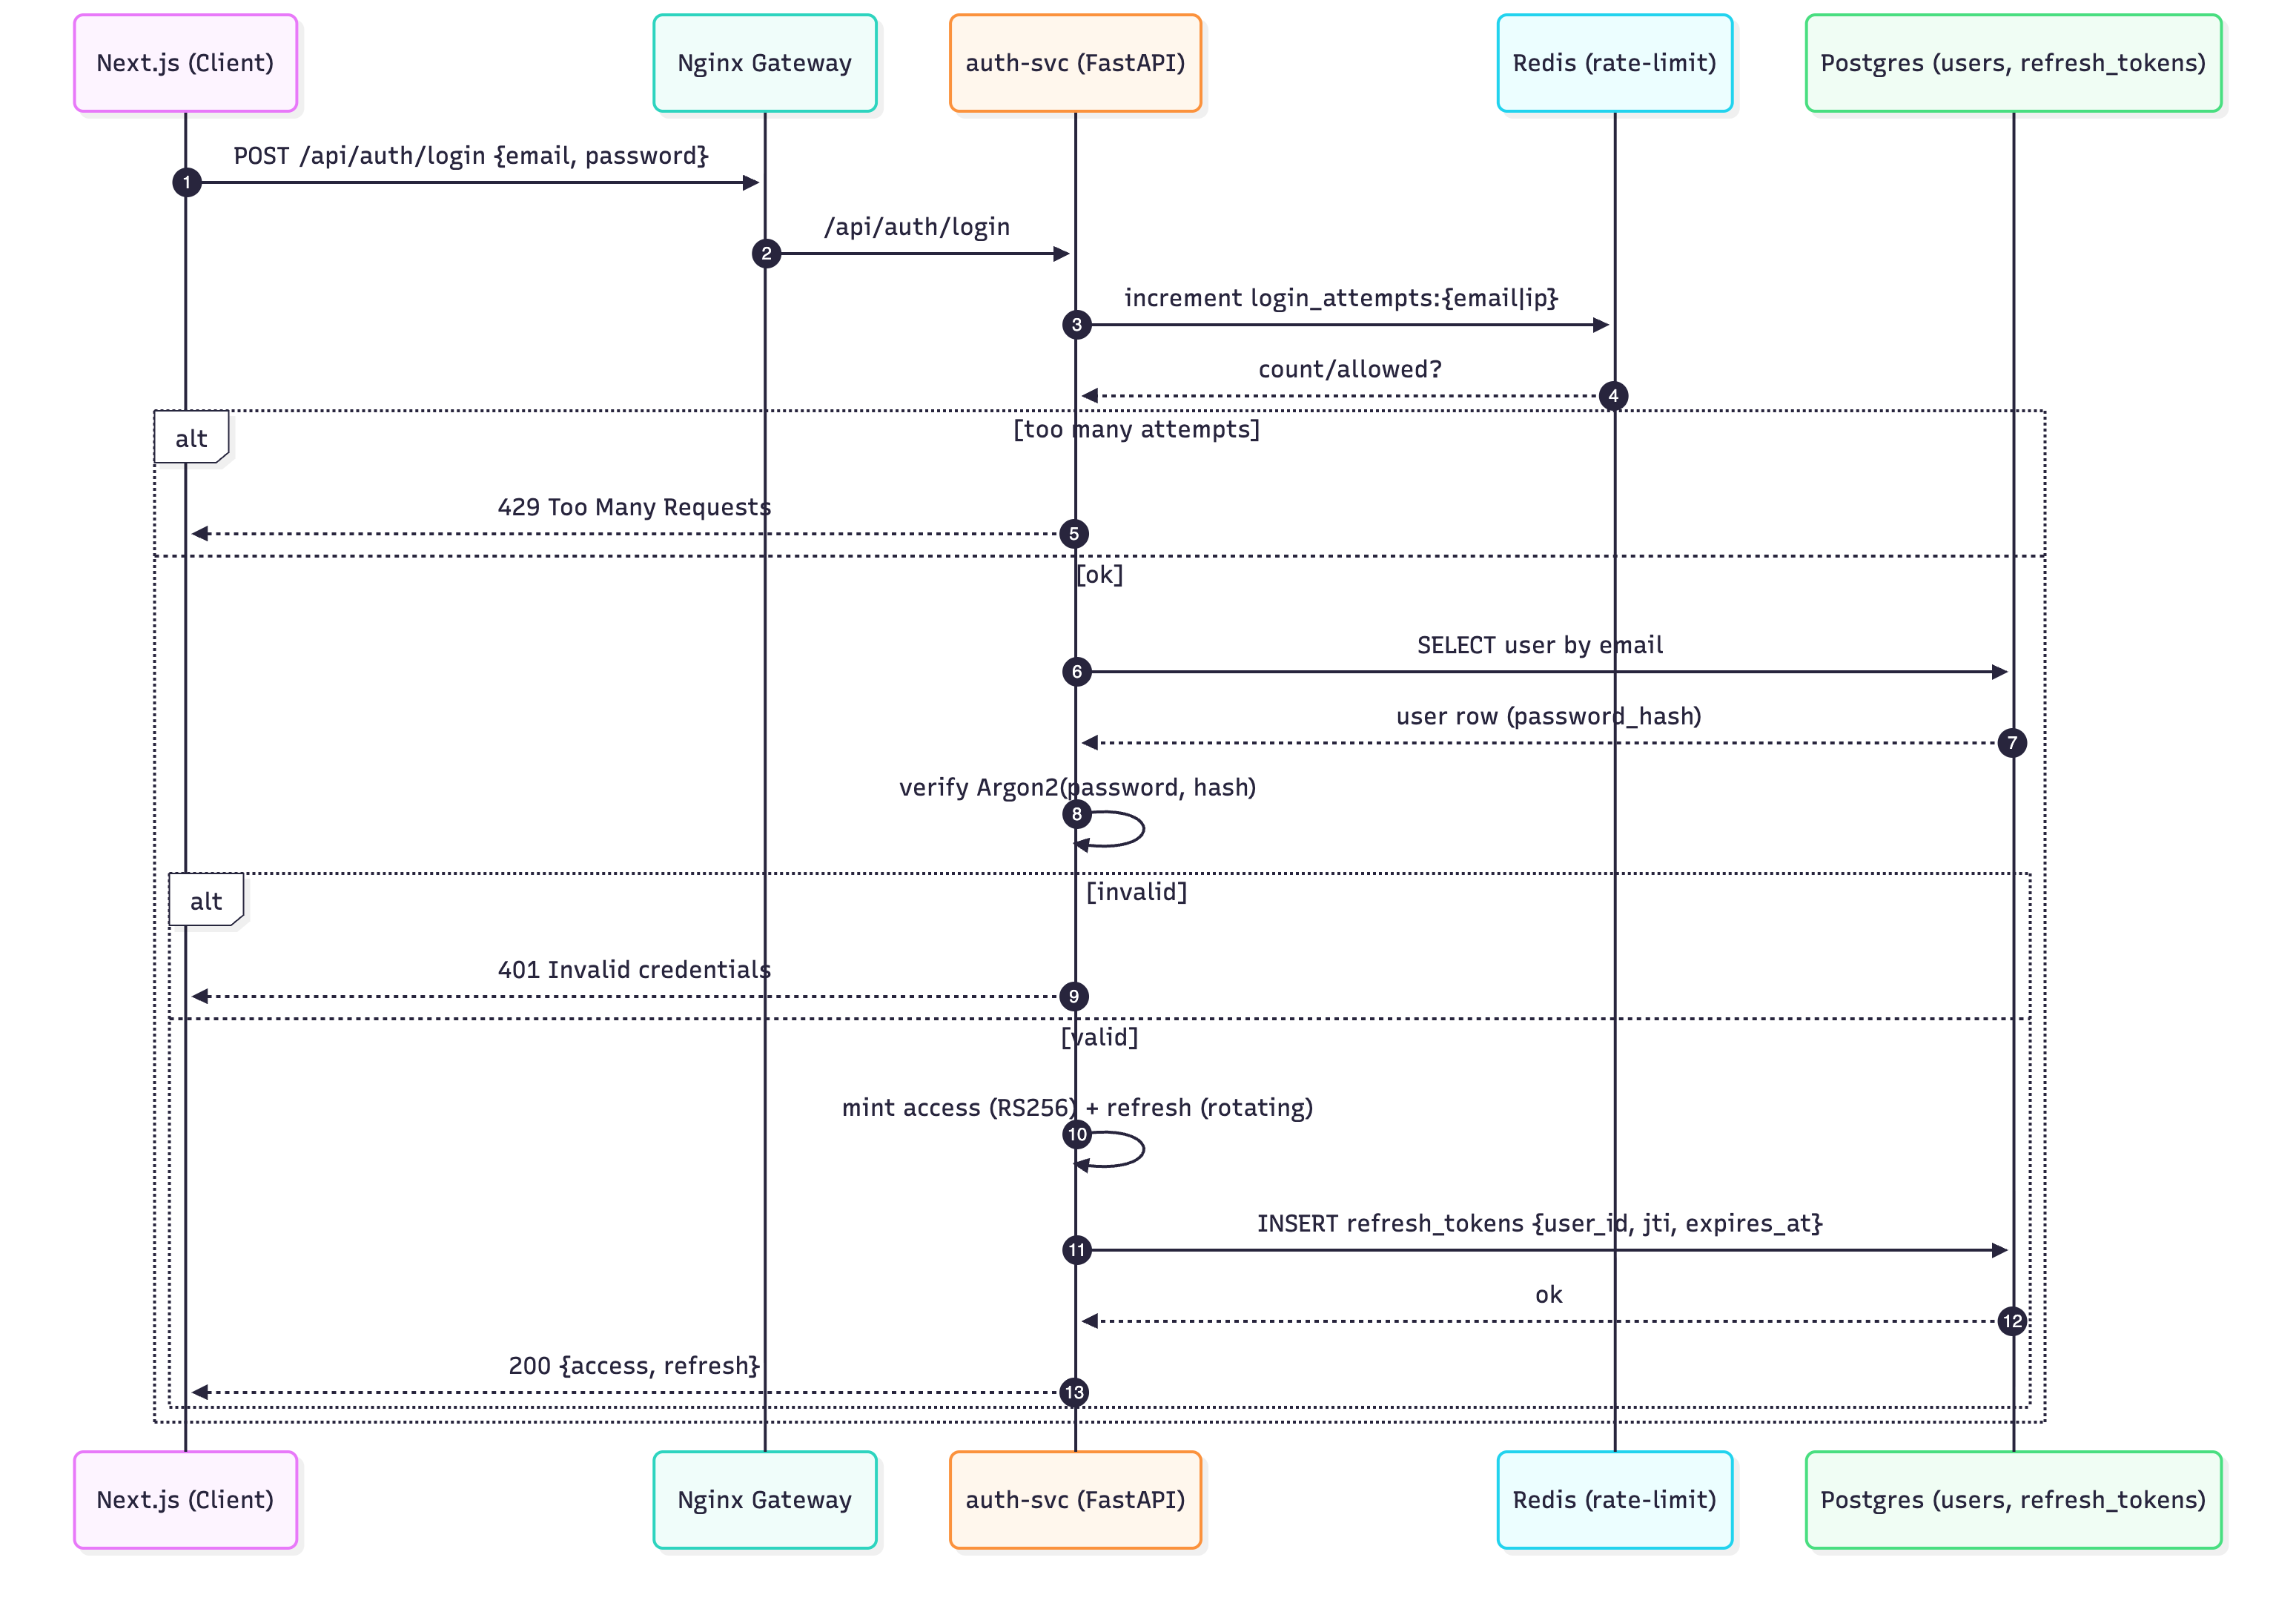 Next.js (Client)
Nginx Gateway
auth-svc (FastAPI)
Redis (rate-limit)
Postgres (users, refresh_tokens)
POST /api/auth/login {email, password}
1
/api/auth/login
2
increment login_attempts:{email|ip}
3
count/allowed?
4
alt
[too many attempts]
429 Too Many Requests
5
[ok]
SELECT user by email
6
user row (password_hash)
7
verify Argon2(password, hash)
8
alt
[invalid]
401 Invalid credentials
9
[valid]
mint access (RS256) + refresh (rotating)
10
INSERT refresh_tokens {user_id, jti, expires_at}
11
ok
12
200 {access, refresh}
13
Next.js (Client)
Nginx Gateway
auth-svc (FastAPI)
Redis (rate-limit)
Postgres (users, refresh_tokens)